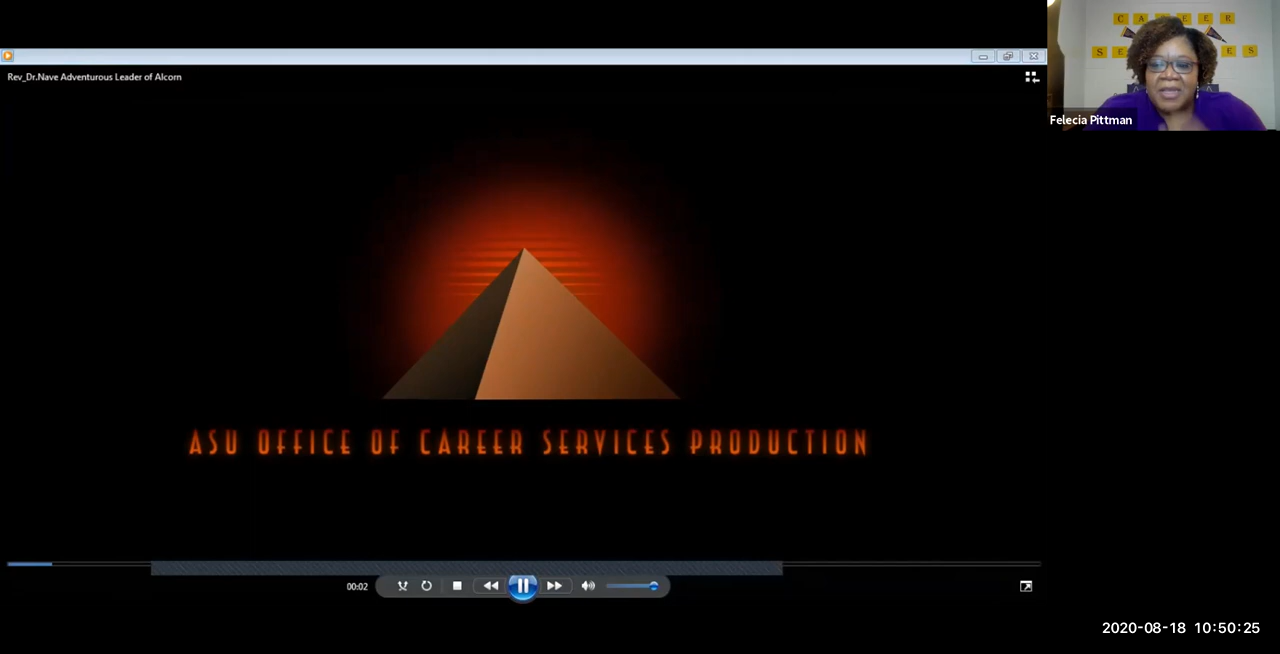 CAREER
Rev_Dr.Nave Adventurous Leader of Alcorn
Felecia Pittman
ASU OFFICE OF CAREER SERVICES PRODUCTION
00:02
2020-08-18 10:50:25